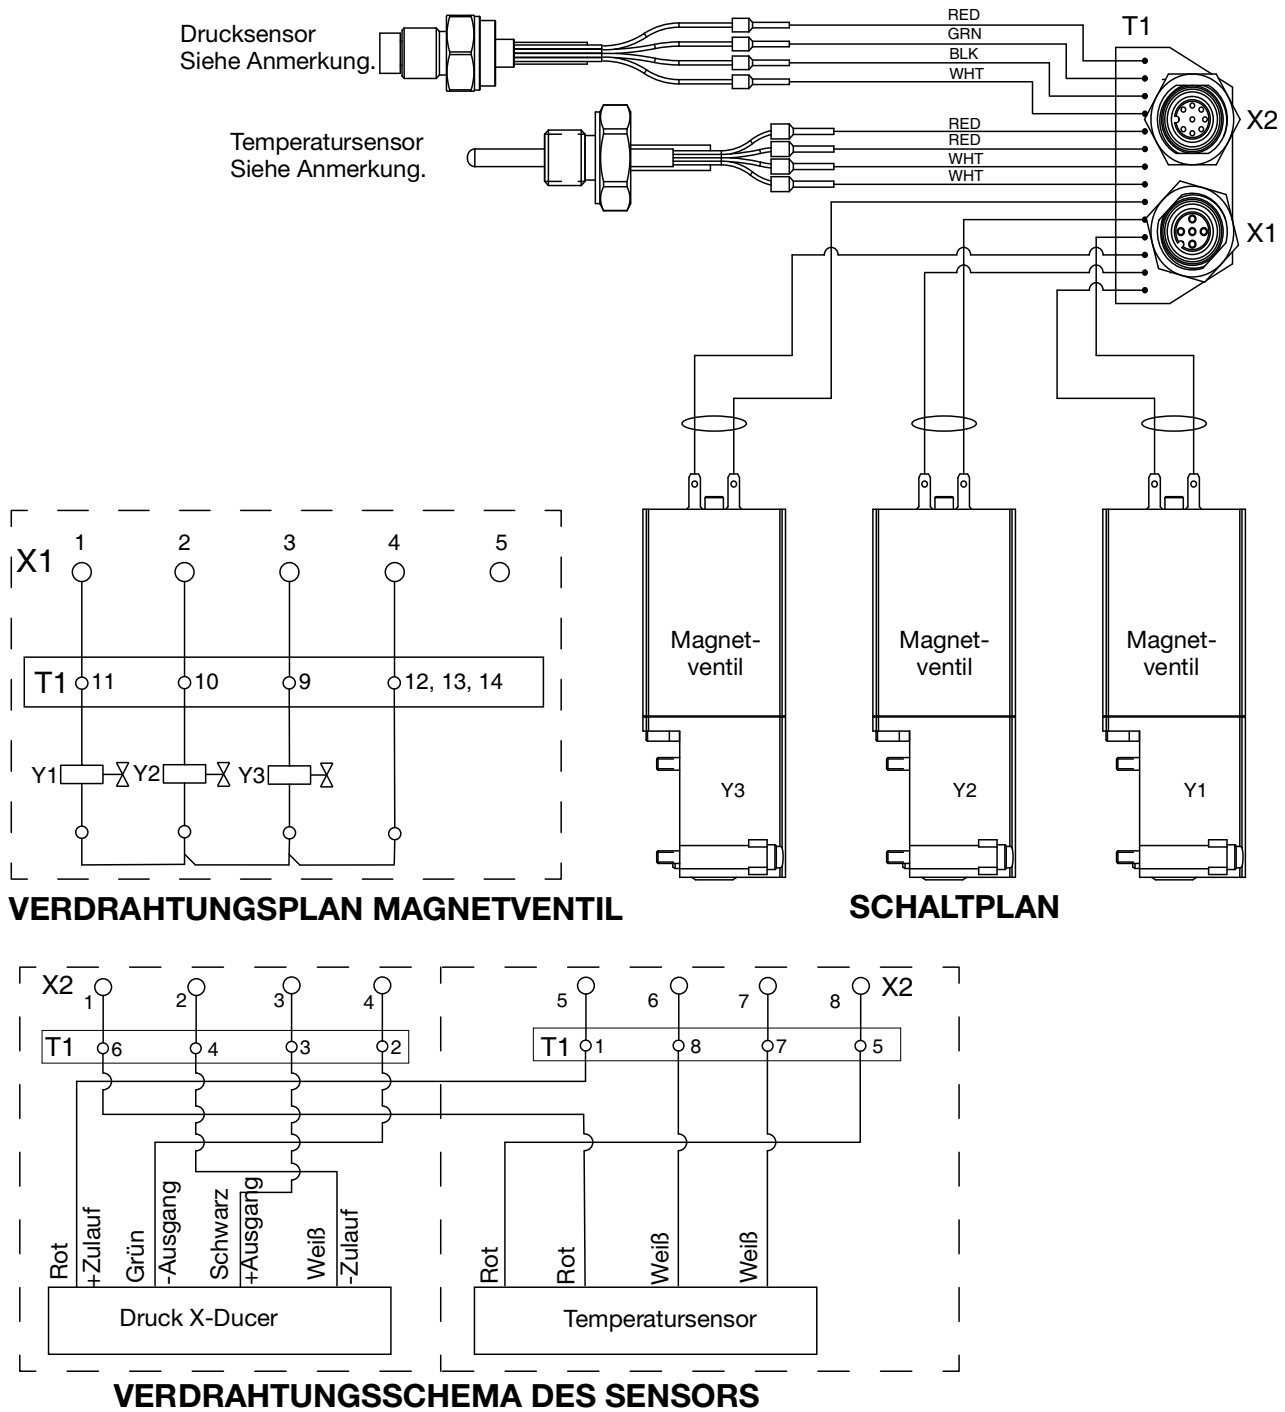 Drucksensor
Siehe Anmerkung.
RED
GRN
BLK
WHT
T1
X2
Temperatursensor
Siehe Anmerkung.
RED
RED
WHT
WHT
X1
X1
1 2 3 4 5
T1 11 10 9 12, 13, 14
Y1 Y2 Y3
VERDRAHTUNGSPLAN MAGNETVENTIL
Magnet-
ventil
Y3
Magnet-
ventil
Y2
Magnet-
ventil
Y1
SCHALTPLAN
X2 1 2 3 4
T1 6 4 3 2
5 6 7 8 X2
T1 1 8 7 5
Rot
+Zulauf
Grün
-Ausgang
Schwarz
+Ausgang
Weiß
-Zulauf
Druck X-Ducer
Rot
Rot
Weiß
Weiß
Temperatursensor
VERDRAHTUNGSSCHEMA DES SENSORS